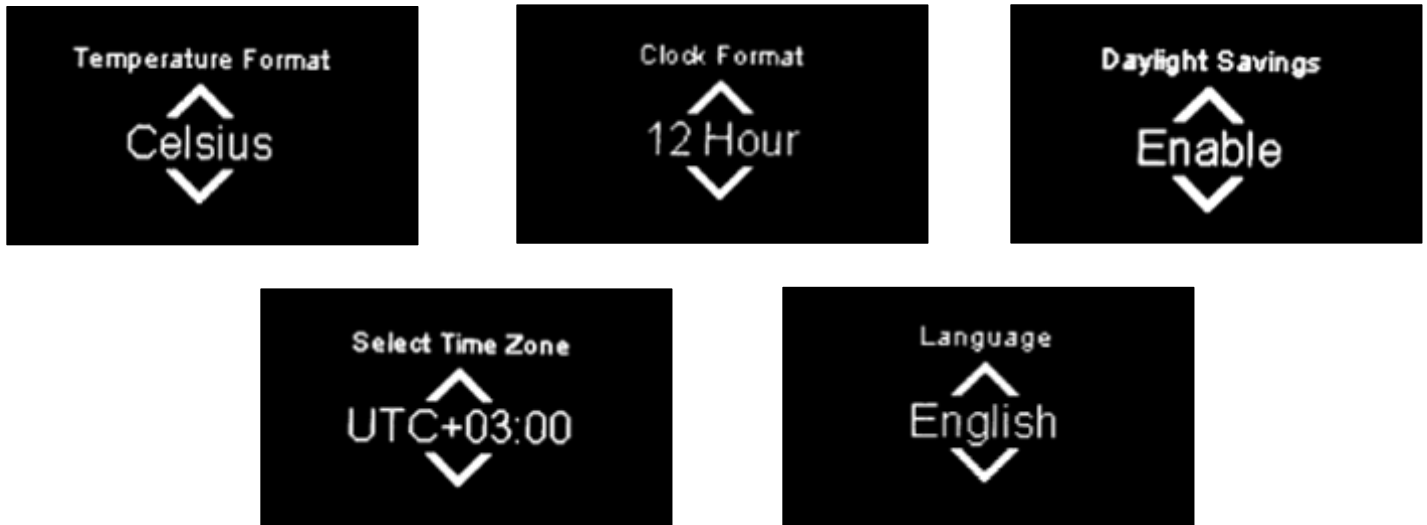 Temperature Format
Celsius
Clock Format
12 Hour
Daylight Savings
Enable
Select Time Zone
UTC+03:00
Language
English